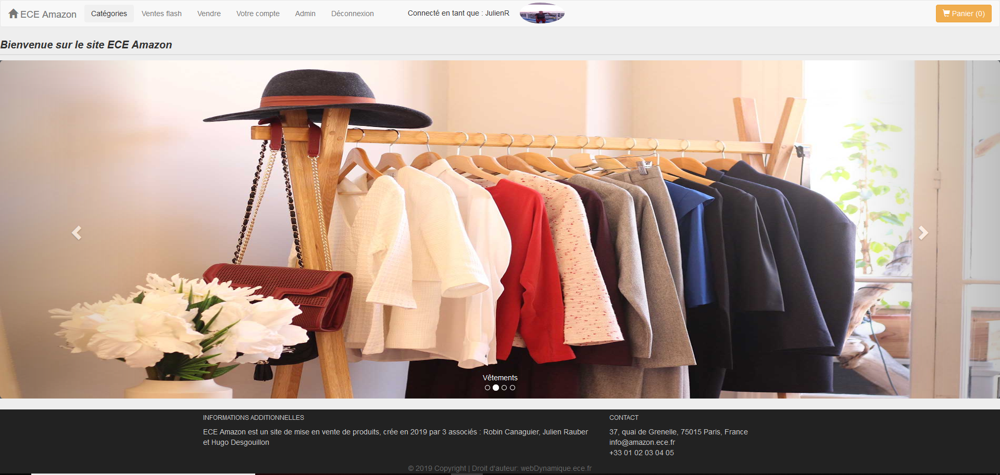 ECE Amazon Catégories Ventes flash Vendre Votre compte Admin Déconnexion Connecté en tant que : JulienR Panier (0)
Bienvenue sur le site ECE Amazon
Vêtements
INFORMATIONS ADDITIONNELLES
ECE Amazon est un site de mise en vente de produits, crée en 2019 par 3 associés : Robin Canaguier, Julien Rauber
et Hugo Desgouillon
CONTACT
37, quai de Grenelle, 75015 Paris, France
info@amazon.ece.fr
+33 01 02 03 04 05
© 2019 Copyright | Droit d'auteur: webDynamique.ece.fr